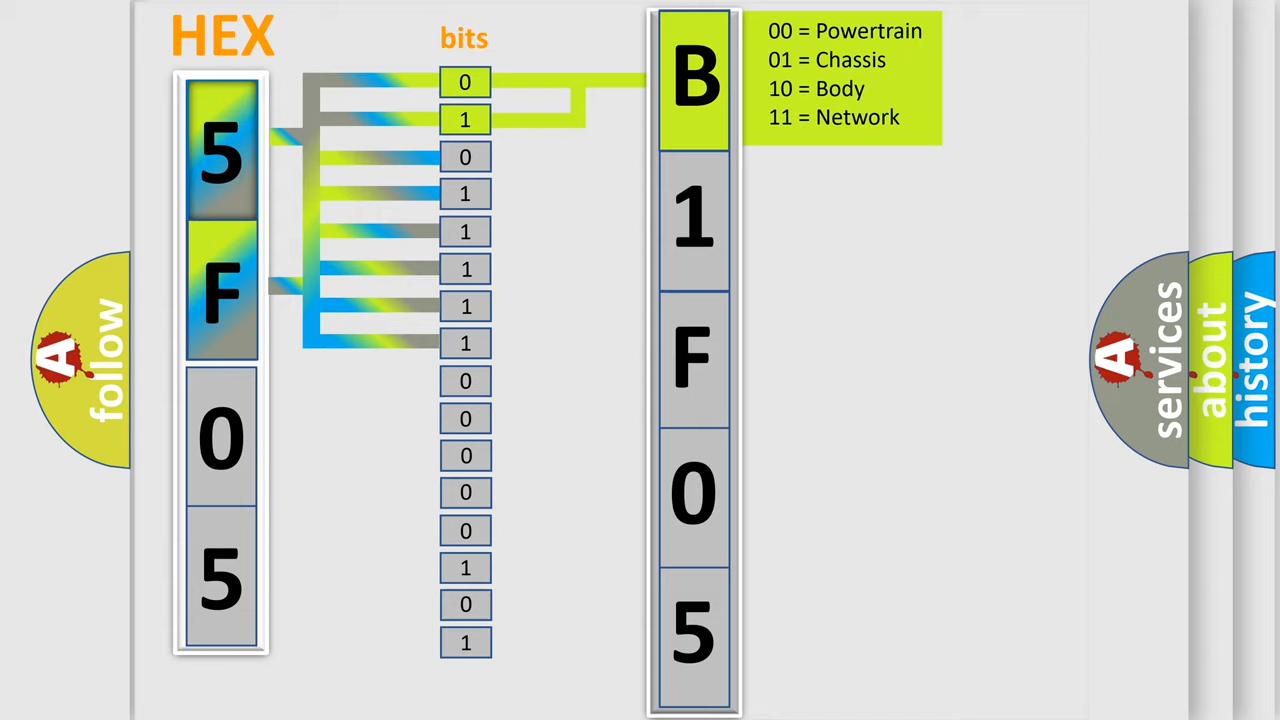 HEX
bits
5
F
0
5
0
1
0
1
1
1
1
1
0
0
0
0
0
1
0
1
B
1
F
0
5
00 = Powertrain
01 = Chassis
10 = Body
11 = Network
A
follow
A
services
about
history